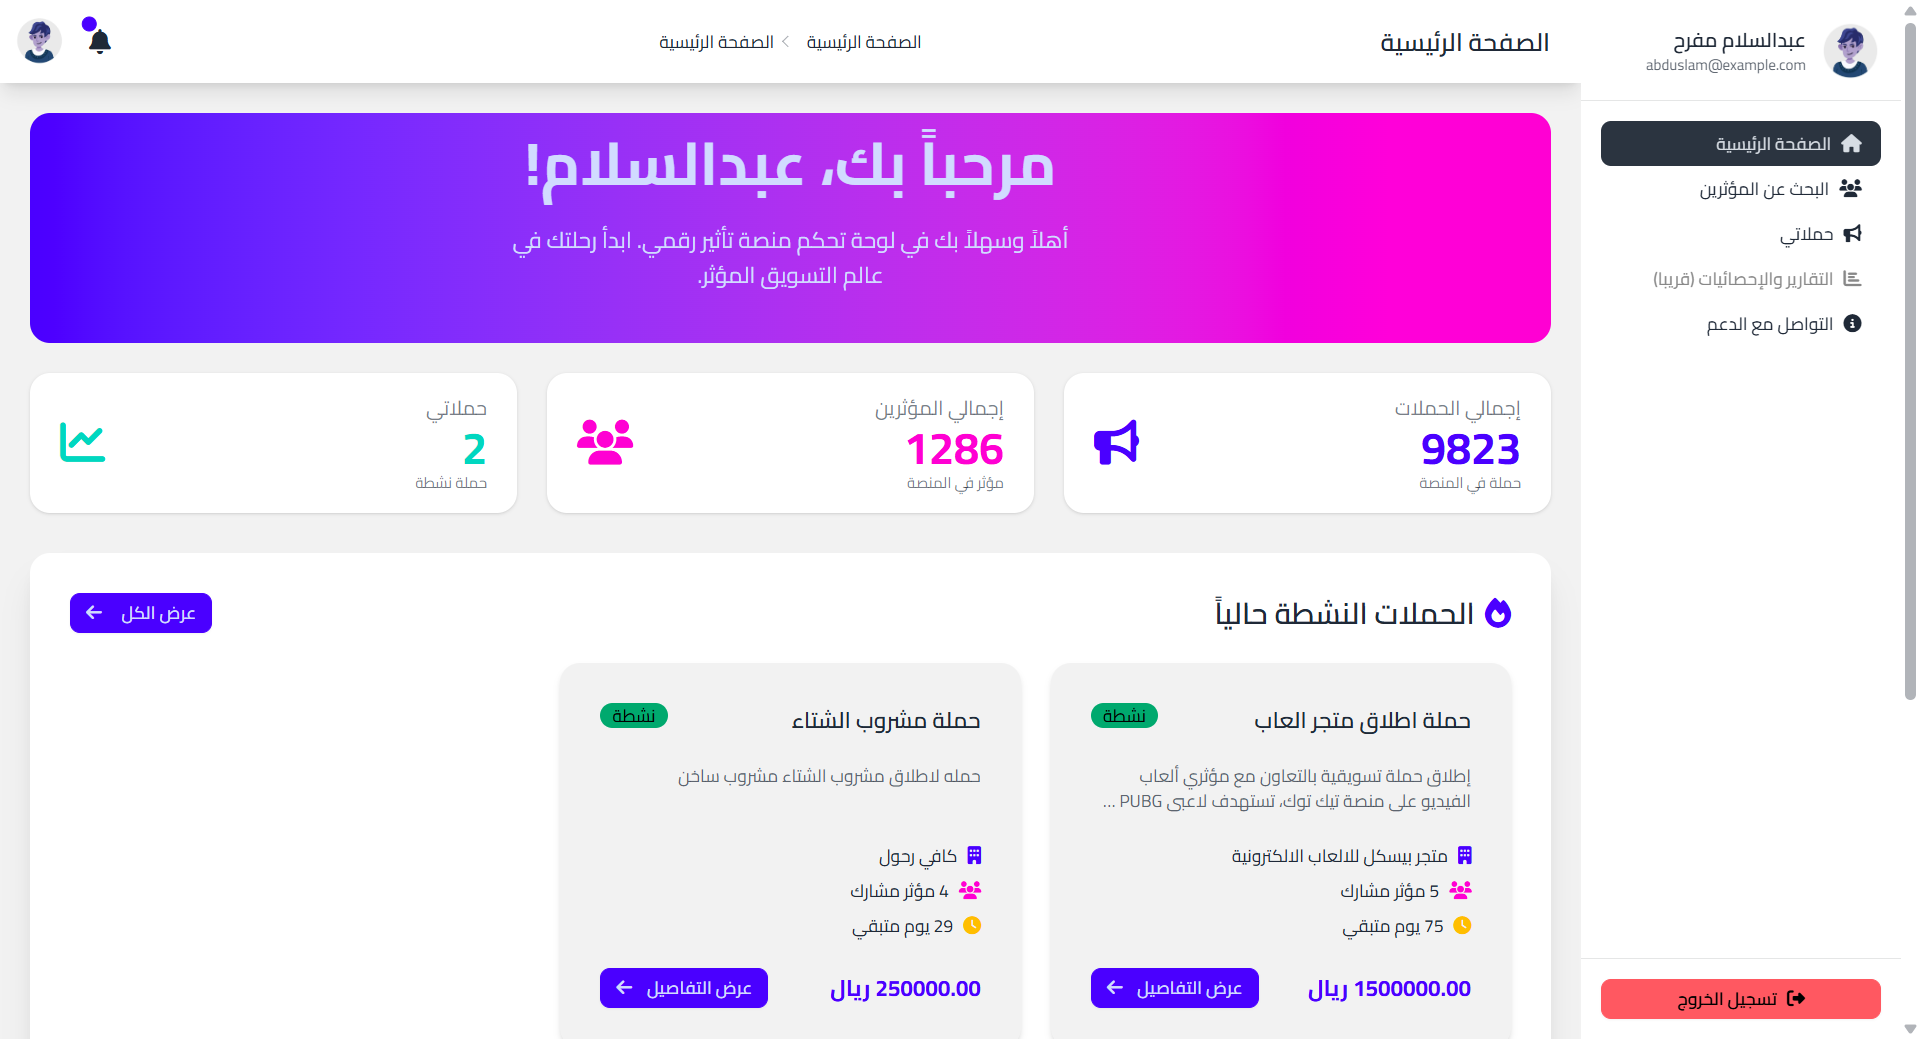 عبدالسلام مفرح
abduslam@example.com
الصفحة الرئيسية
البحث عن المؤثرين
حملاتي
التقارير والإحصائيات (قريبا)
التواصل مع الدعم
تسجيل الخروج
الصفحة الرئيسية
الصفحة الرئيسية
الصفحة الرئيسية
مرحباً بك، عبدالسلام!
أهلاً وسهلاً بك في لوحة تحكم منصة تأثير رقمي. ابدأ رحلتك في
عالم التسويق المؤثر.
إجمالي الحملات
9823
حملة في المنصة
إجمالي المؤثرين
1286
مؤثر في المنصة
حملاتي
2
حملة نشطة
الحملات النشطة حالياً
عرض الكل
حملة اطلاق متجر العاب
نشطة
إطلاق حملة تسويقية بالتعاون مع مؤثري ألعاب
الفيديو على منصة تيك توك، تستهدف لاعبي PUBG ...
متجر بيسكل للالعاب الالكترونية
5 مؤثر مشارك
75 يوم متبقي
1500000.00 ريال
عرض التفاصيل
حملة مشروب الشتاء
نشطة
حمله لاطلاق مشروب الشتاء مشروب ساخن
كافي رحول
4 مؤثر مشارك
29 يوم متبقي
250000.00 ريال
عرض التفاصيل